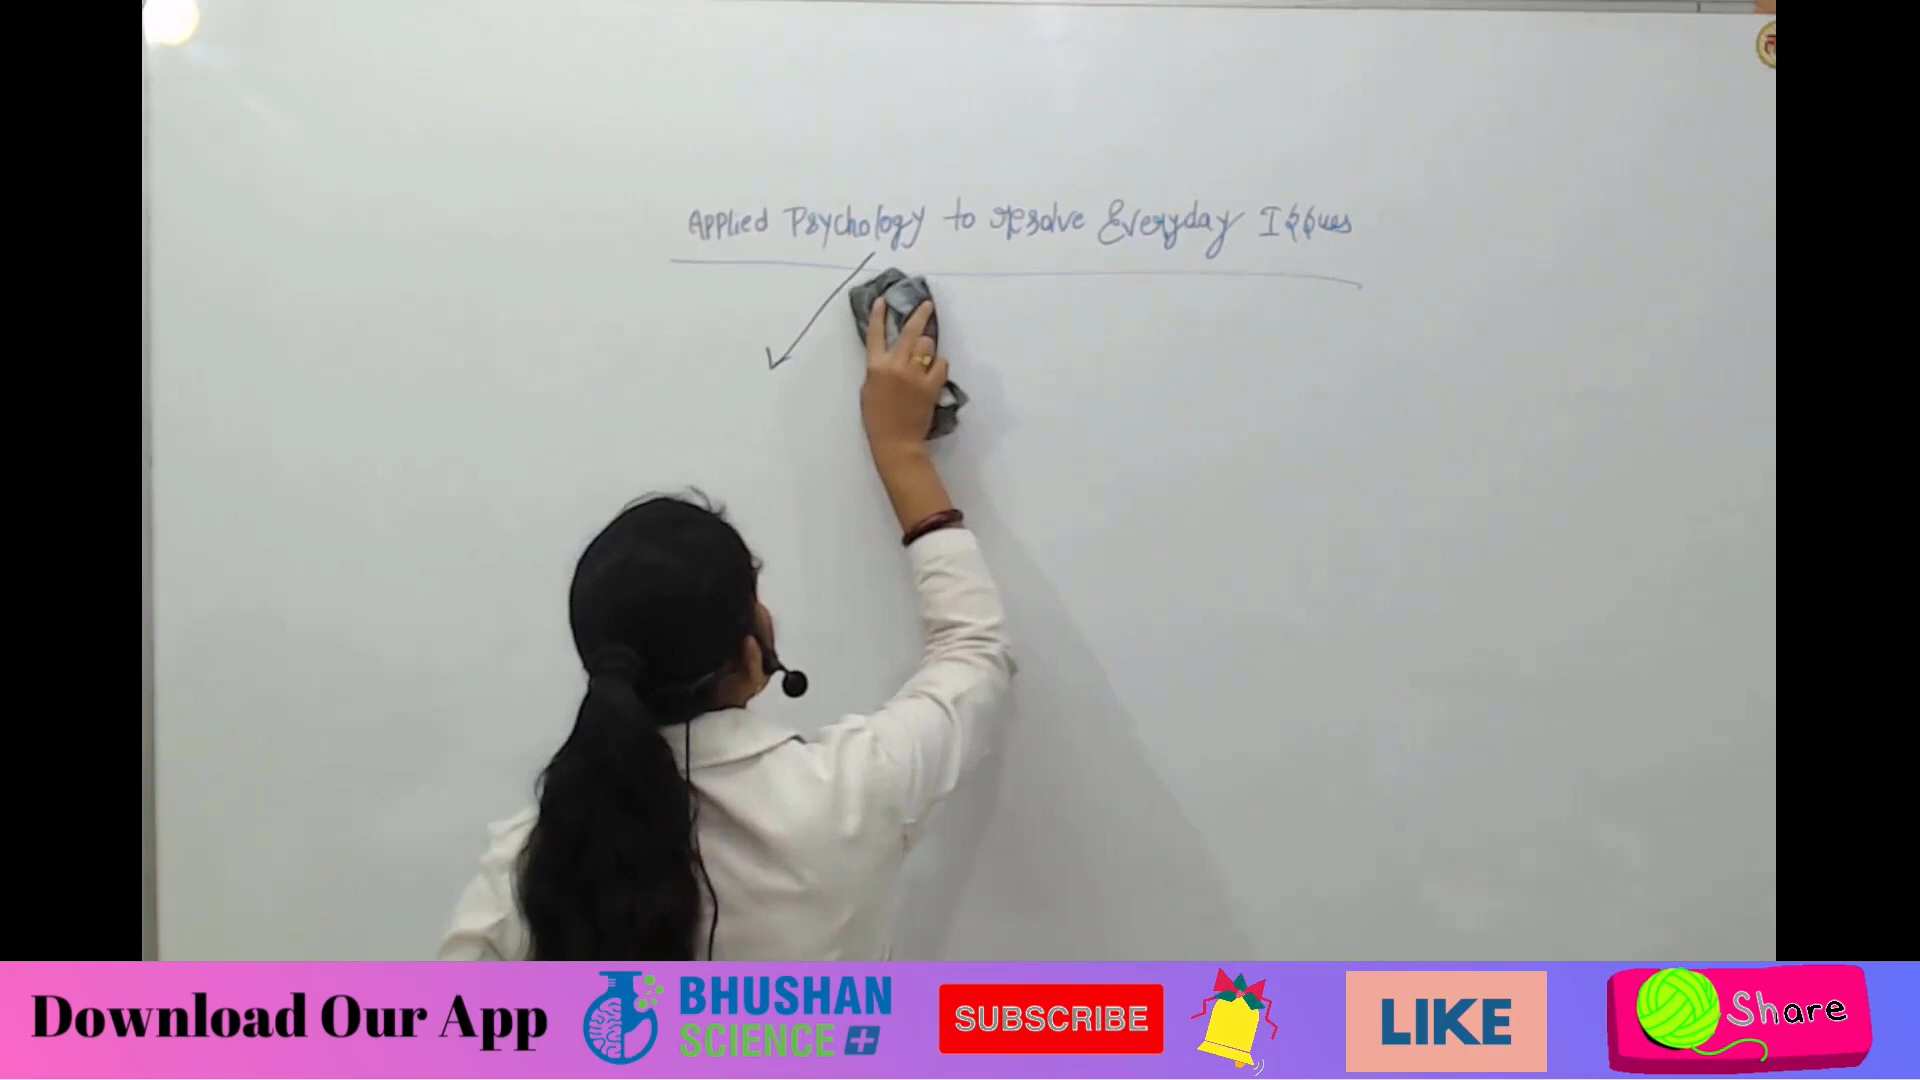 त
Applied Psychology to resolve Everyday Issues
Download Our App
BHUSHAN
SCIENCE+
SUBSCRIBE
LIKE
Share